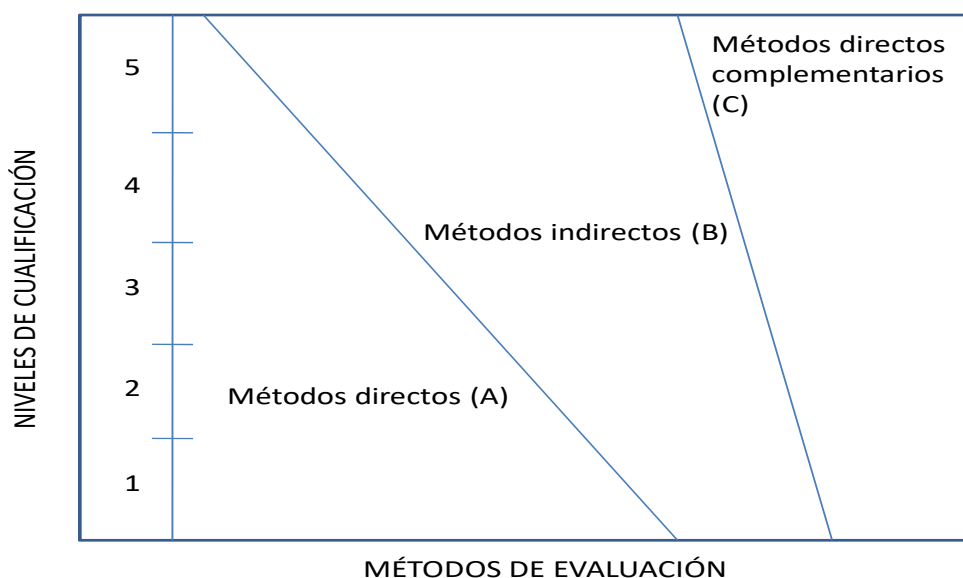 NIVELES DE CUALIFICACIÓN
5
4
3
2
1
Métodos directos (A)
Métodos indirectos (B)
Métodos directos
complementarios
(C)
MÉTODOS DE EVALUACIÓN